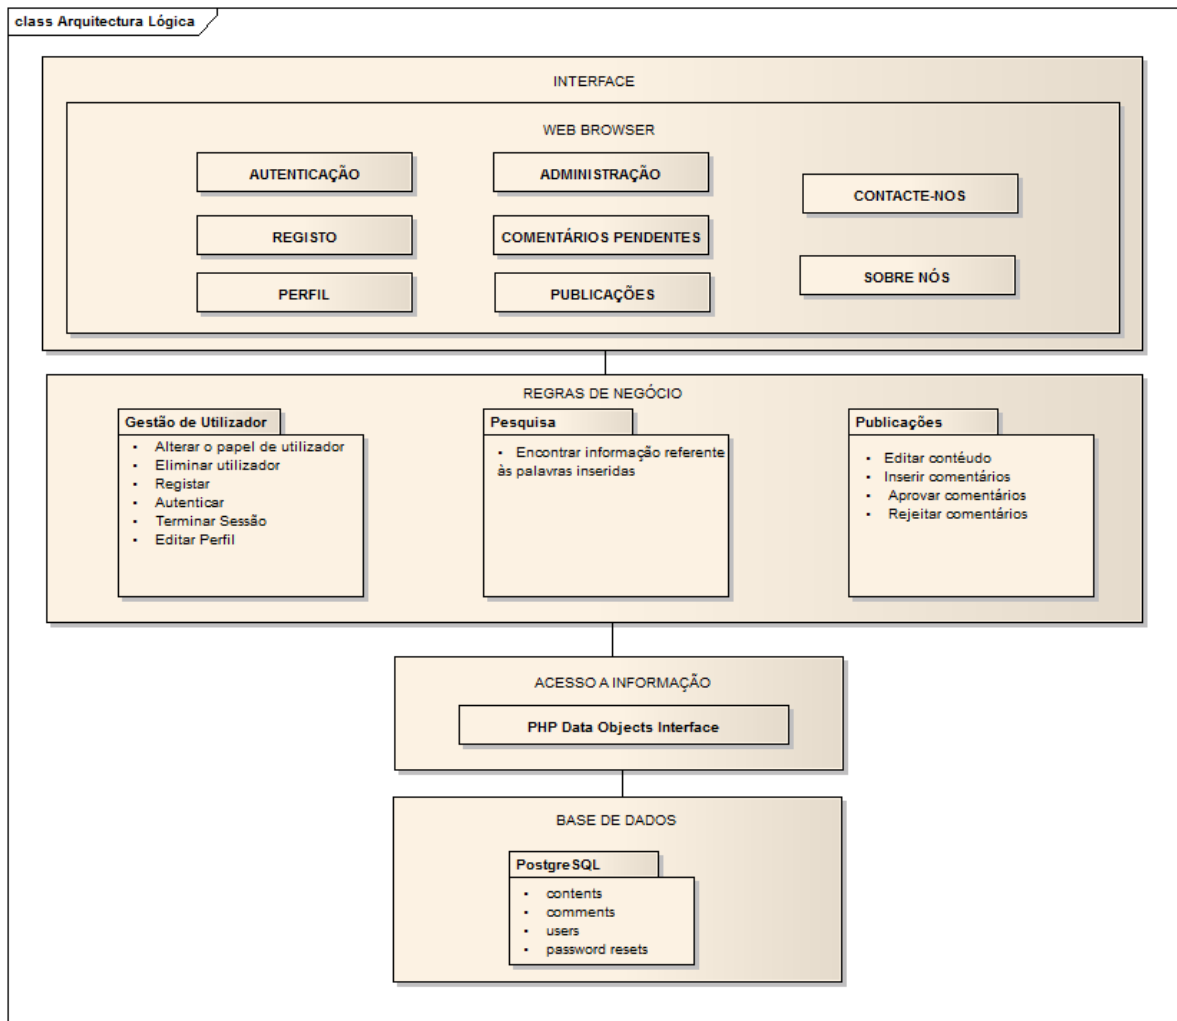 class Arquitectura Lógica
INTERFACE
WEB BROWSER
AUTENTICAÇÃO
ADMINISTRAÇÃO
CONTACTE-NOS
REGISTO
COMENTÁRIOS PENDENTES
SOBRE NÓS
PERFIL
PUBLICAÇÕES
REGRAS DE NEGÓCIO
Gestão de Utilizador
▪ Alterar o papel de utilizador
▪ Eliminar utilizador
▪ Registar
▪ Autenticar
▪ Terminar Sessão
▪ Editar Perfil
Pesquisa
▪ Encontrar informação referente
às palavras inseridas
Publicações
▪ Editar contéudo
▪ Inserir comentários
▪ Aprovar comentários
▪ Rejeitar comentários
ACESSO A INFORMAÇÃO
PHP Data Objects Interface
BASE DE DADOS
PostgreSQL
▪ contents
▪ comments
▪ users
▪ password resets